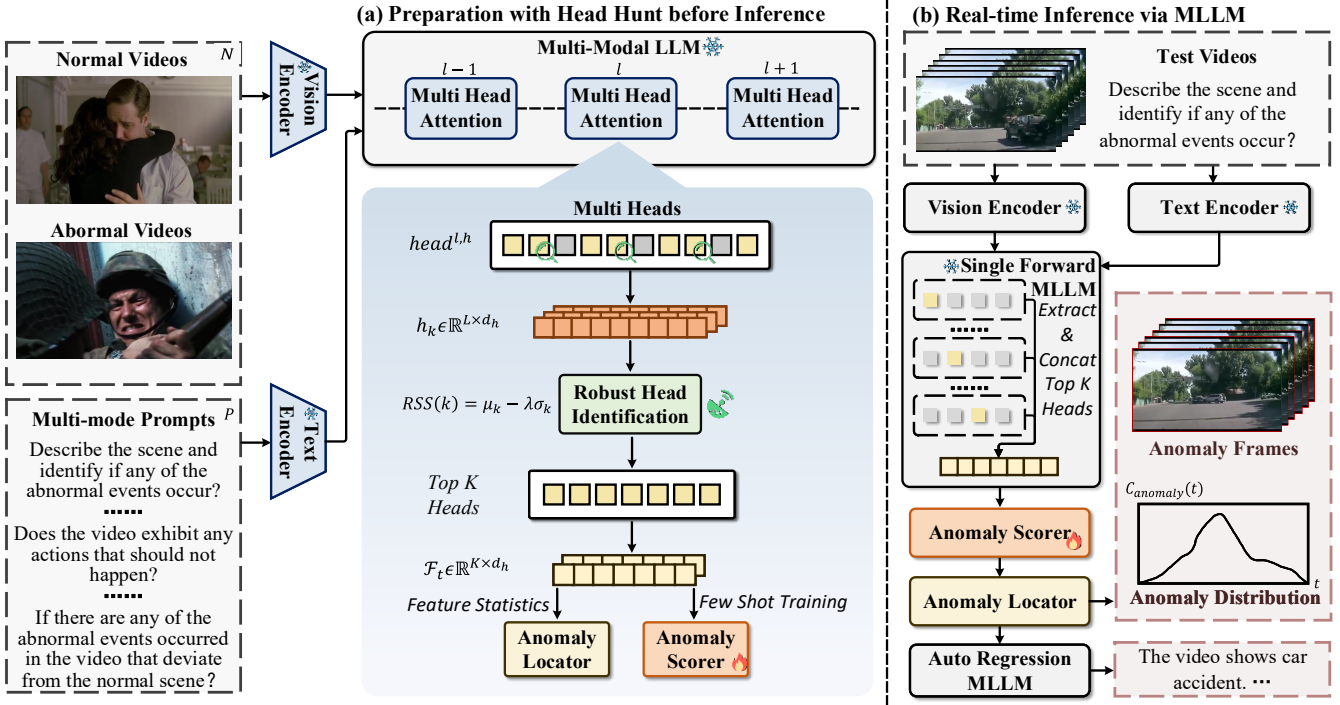 (a) Preparation with Head Hunt before Inference
Normal Videos
N
Abormal Videos
Multi-mode Prompts
P
Describe the scene and
identify if any of the
abnormal events occur?
······
Does the video exhibit any
actions that should not
happen?
······
If there are any of the
abnormal events occurred
in the video that deviate
from the normal scene?
Vision
Encoder
Text
Encoder
Multi-Modal LLM
l − 1
Multi Head
Attention
l
Multi Head
Attention
l + 1
Multi Head
Attention
Multi Heads
head^{l,h}
h_k ϵ ℝ^{L×d_h}
RSS(k) = μ_k − λσ_k
Robust Head
Identification
Top K
Heads
ℱ_t ϵ ℝ^{K×d_h}
Feature Statistics
Few Shot Training
Anomaly
Locator
Anomaly
Scorer
(b) Real-time Inference via MLLM
Test Videos
Describe the scene and
identify if any of the
abnormal events occur?
Vision Encoder
Text Encoder
Single Forward
MLLM
······
······
Extract
&
Concat
Top K
Heads
Anomaly Scorer
Anomaly Locator
Auto Regression
MLLM
Anomaly Frames
C_{anomaly}(t)
t
Anomaly Distribution
The video shows car
accident. ···